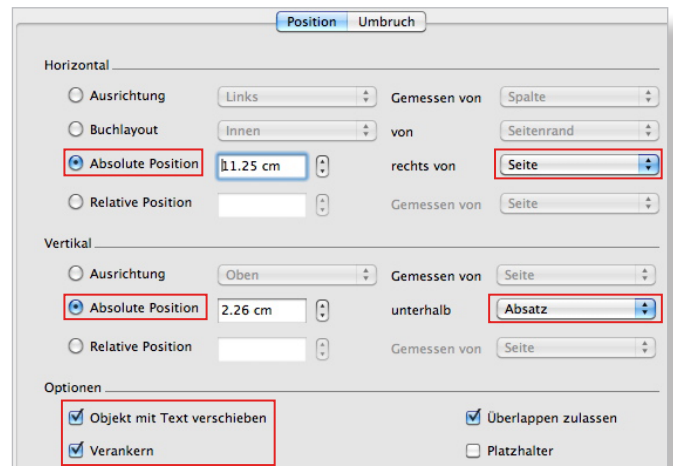 Position Umbruch
Horizontal
Ausrichtung Links Gemessen von Spalte
Buchlayout Innen von Seitenrand
Absolute Position 11.25 cm rechts von Seite
Relative Position Gemessen von Seite
Vertikal
Ausrichtung Oben Gemessen von Seite
Absolute Position 2.26 cm unterhalb Absatz
Relative Position Gemessen von Seite
Optionen
Objekt mit Text verschieben Überlappen zulassen
Verankern Platzhalter